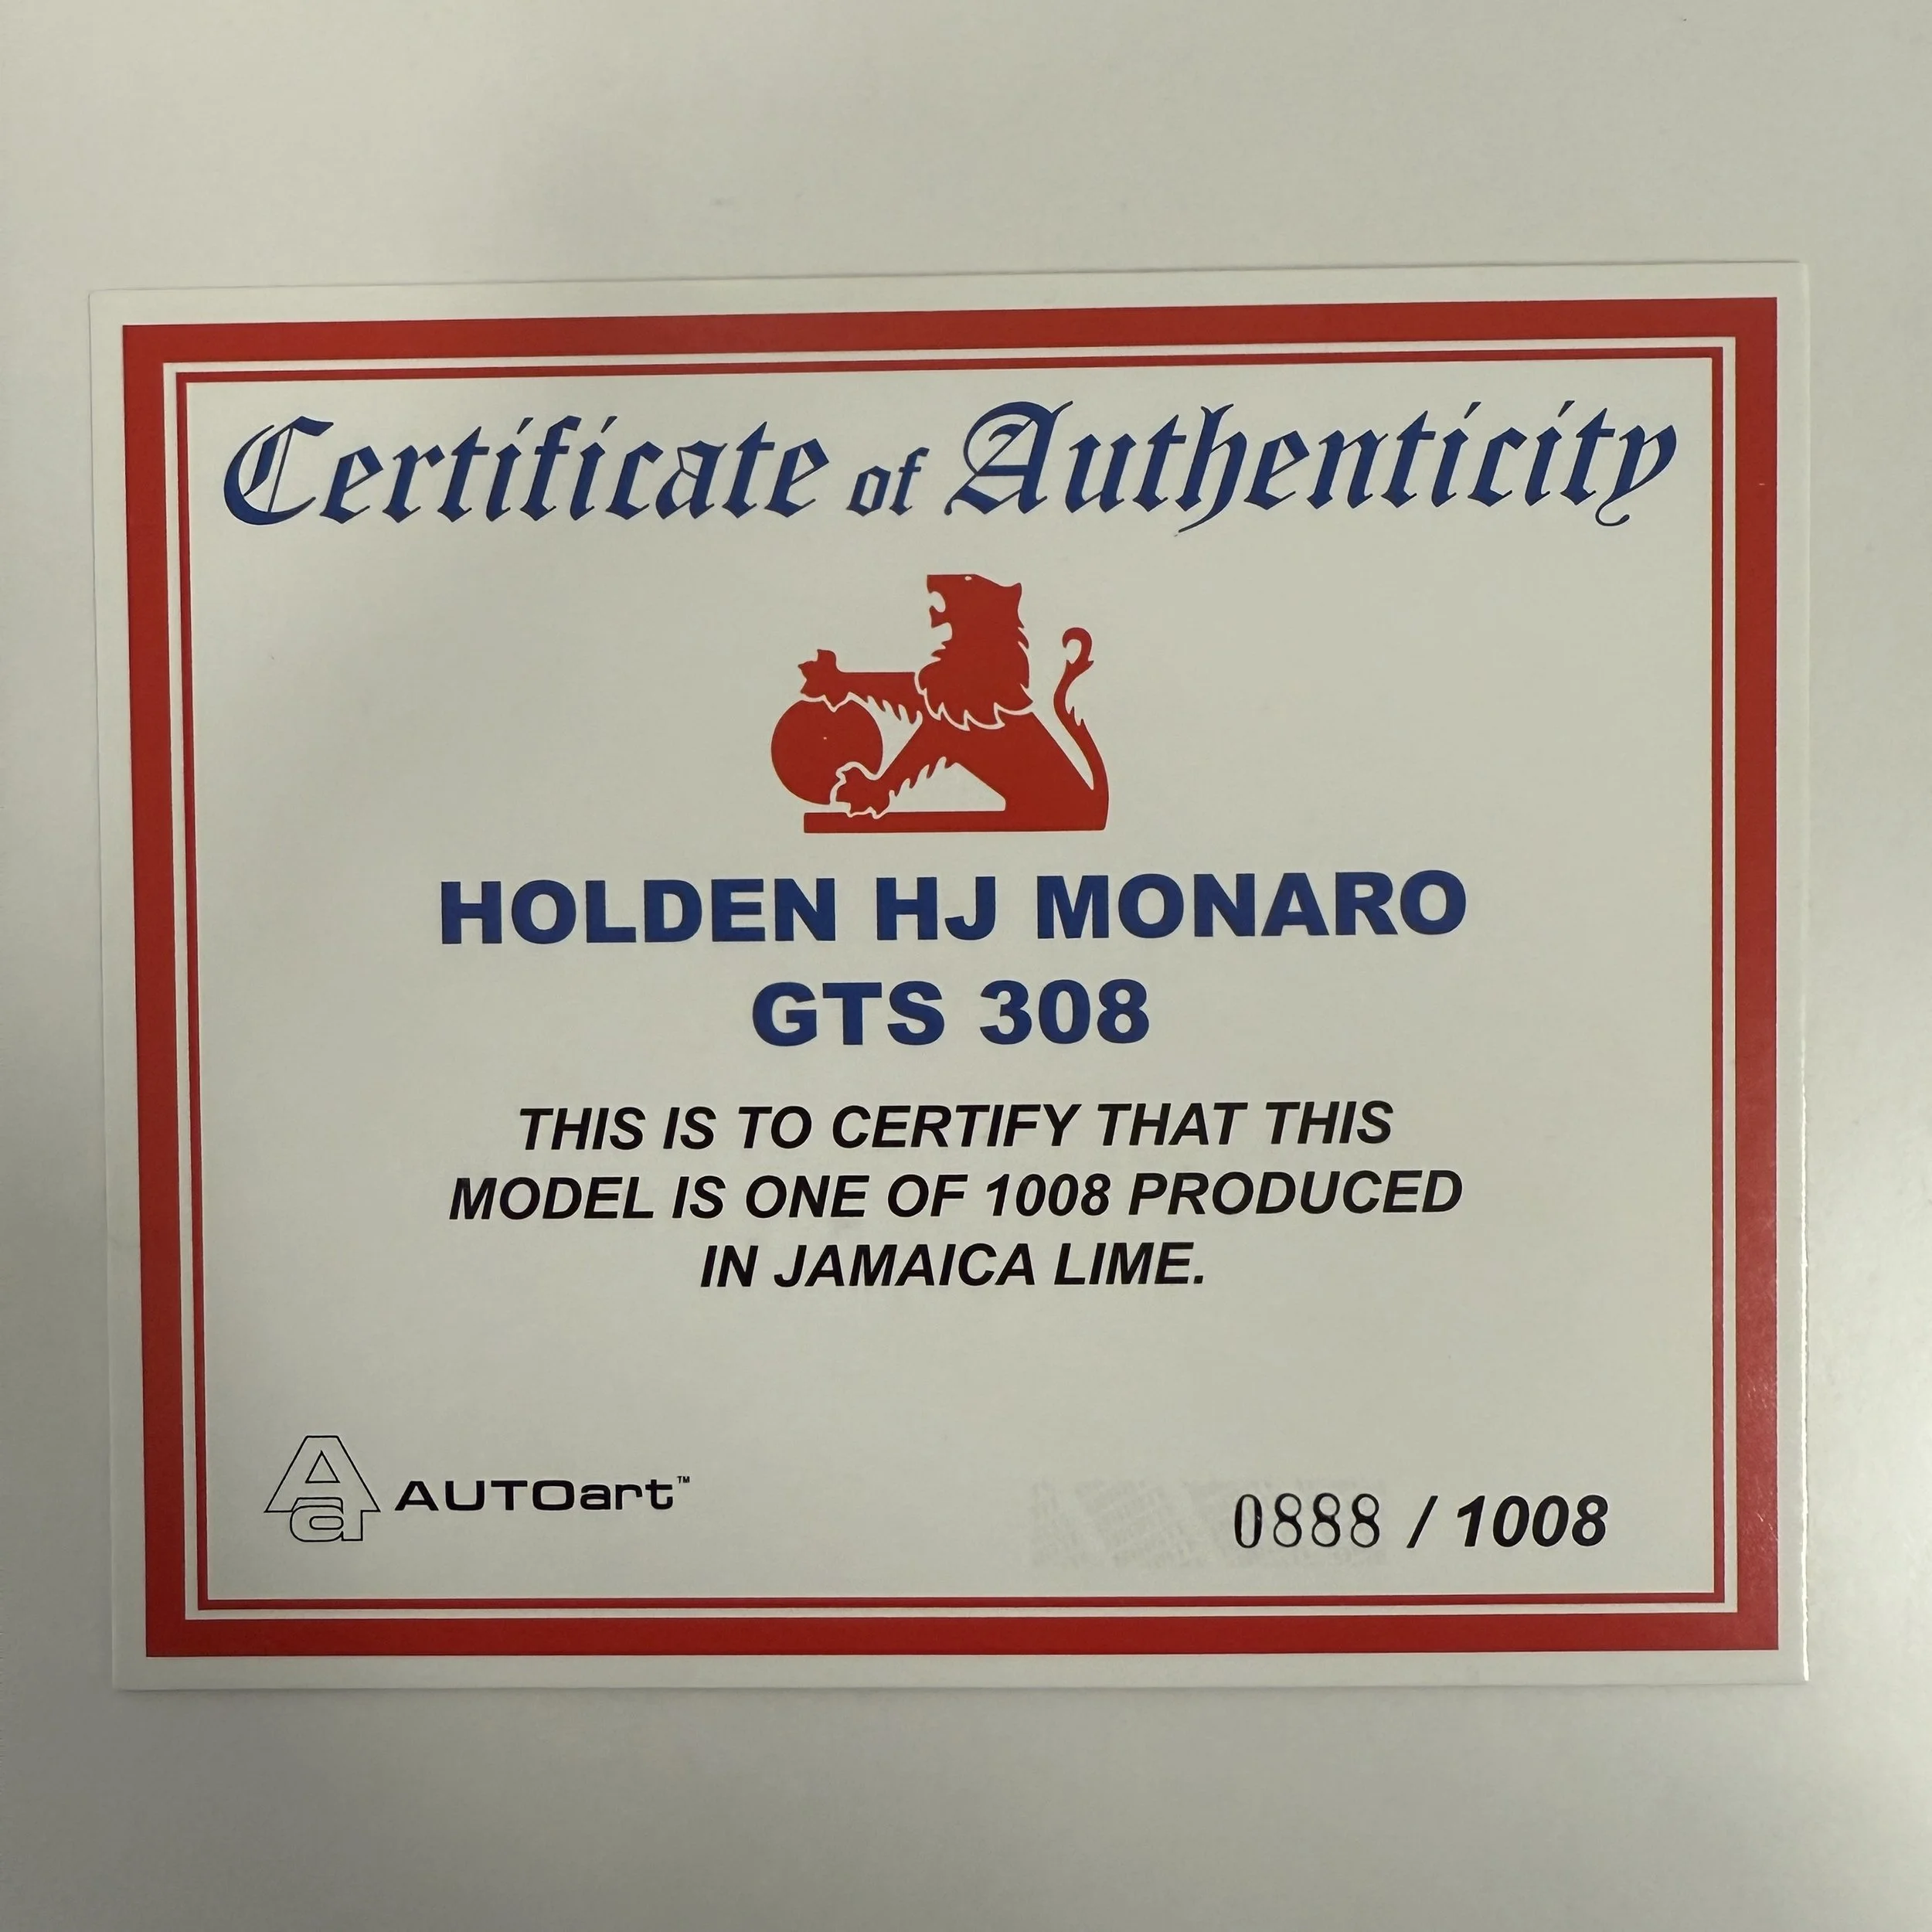 Certificate of Authenticity
HOLDEN HJ MONARO
GTS 308
THIS IS TO CERTIFY THAT THIS
MODEL IS ONE OF 1008 PRODUCED
IN JAMAICA LIME.
Aa AUTOart™
0888 / 1008